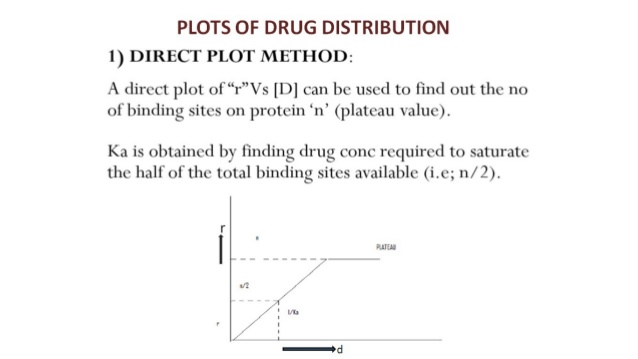 PLOTS OF DRUG DISTRIBUTION
1) DIRECT PLOT METHOD:
A direct plot of “r”Vs [D] can be used to find out the no
of binding sites on protein ‘n’ (plateau value).
Ka is obtained by finding drug conc required to saturate
the half of the total binding sites available (i.e; n/2).
r
PLATEAU
n/2
1/Ka
r
d